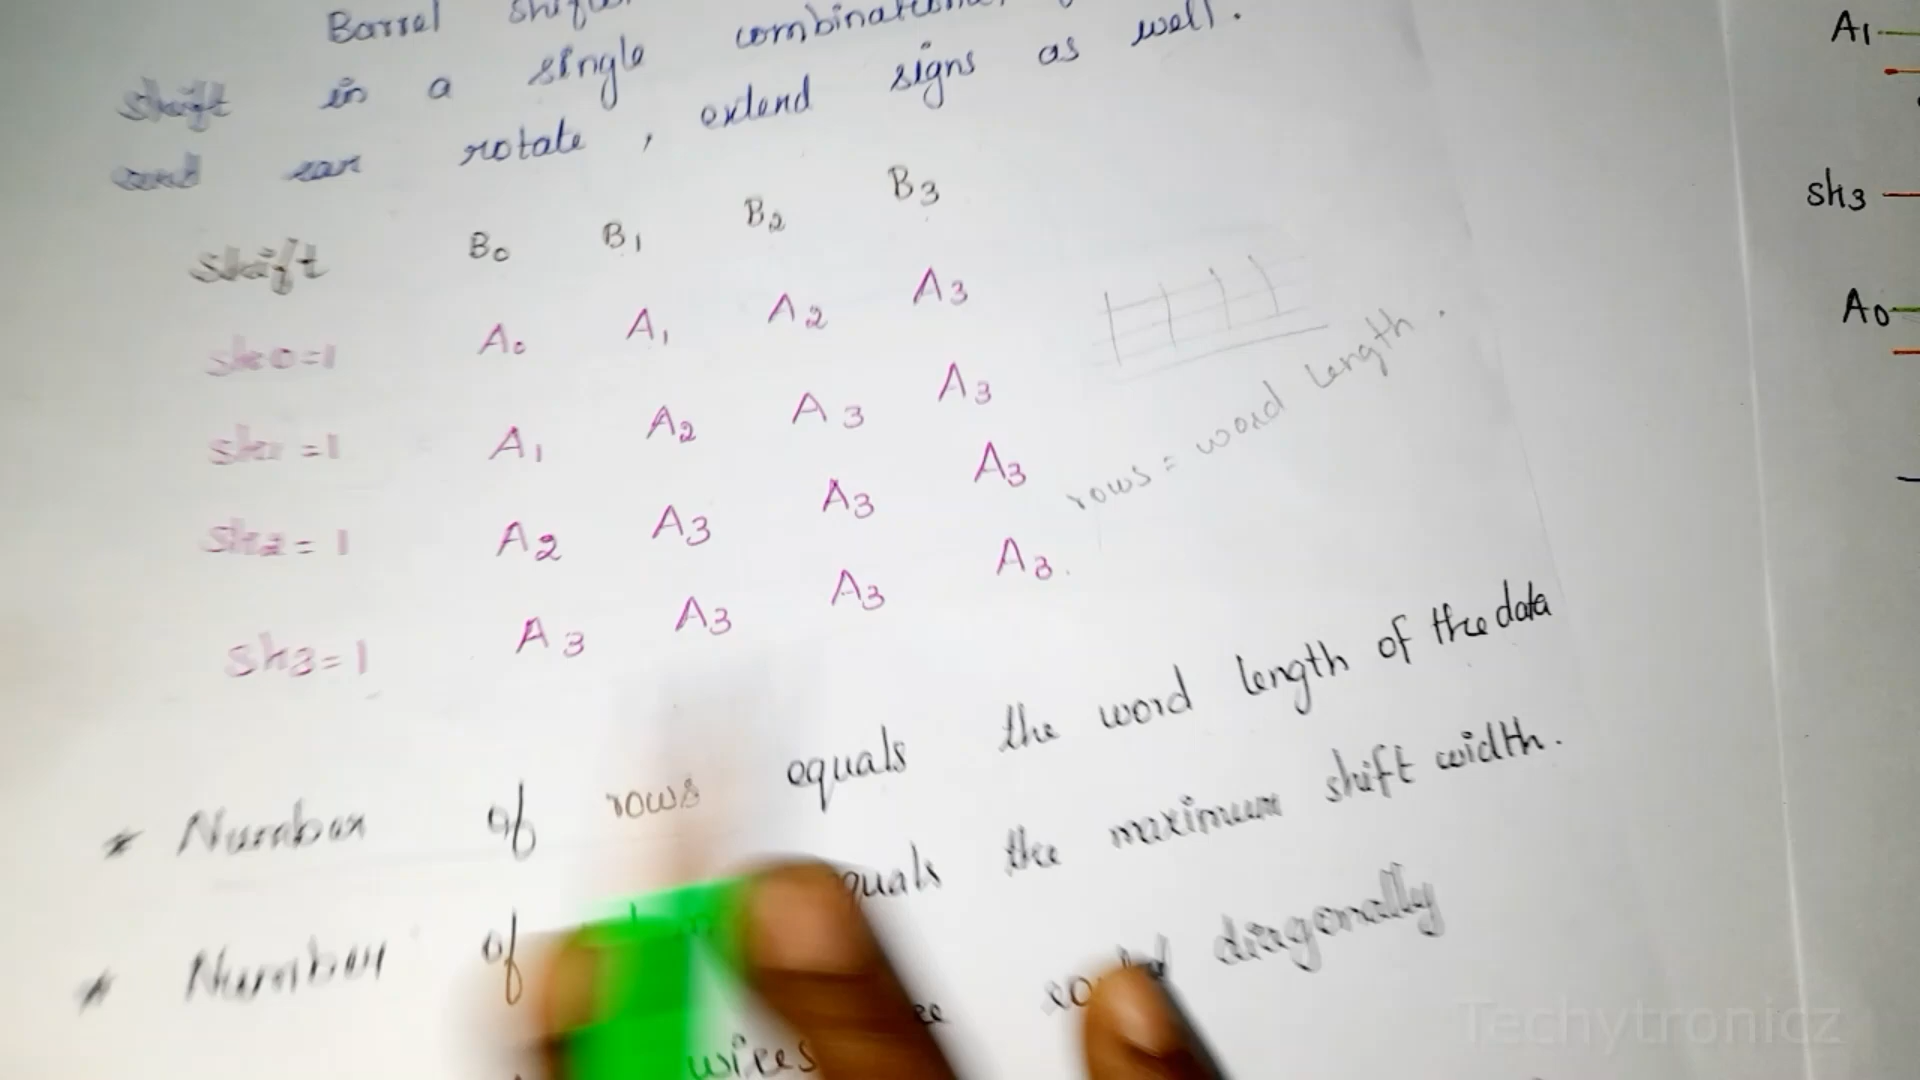 Barrel
shift in a single
and can rotate, extend signs as well.
shift B0 B1 B2 B3
sh0=1 A0 A1 A2 A3
sh1=1 A1 A2 A3 A3
sh2=1 A2 A3 A3 A3
sh3=1 A3 A3 A3 A3.
rows = word length.
* Number of rows equals the word length of the data
* Number of equals the maximum shift width.
wires diagonally
A1
sh3
A0
Techytronicz